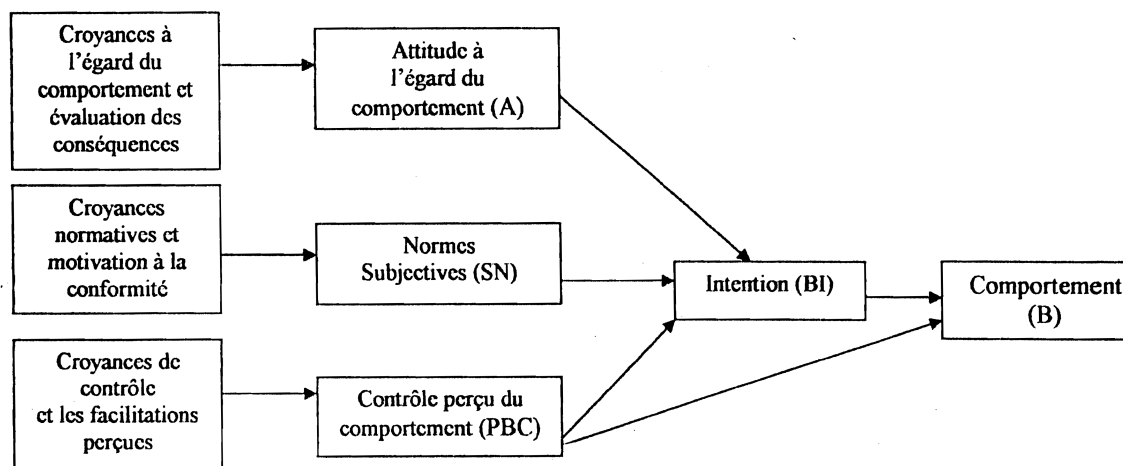 Croyances à
l'égard du
comportement et
évaluation des
conséquences
Attitude à
l'égard du
comportement (A)
Croyances
normatives et
motivation à la
conformité
Normes
Subjectives (SN)
Intention (BI)
Comportement
(B)
Croyances de
contrôle
et les facilitations
perçues
Contrôle perçu du
comportement (PBC)